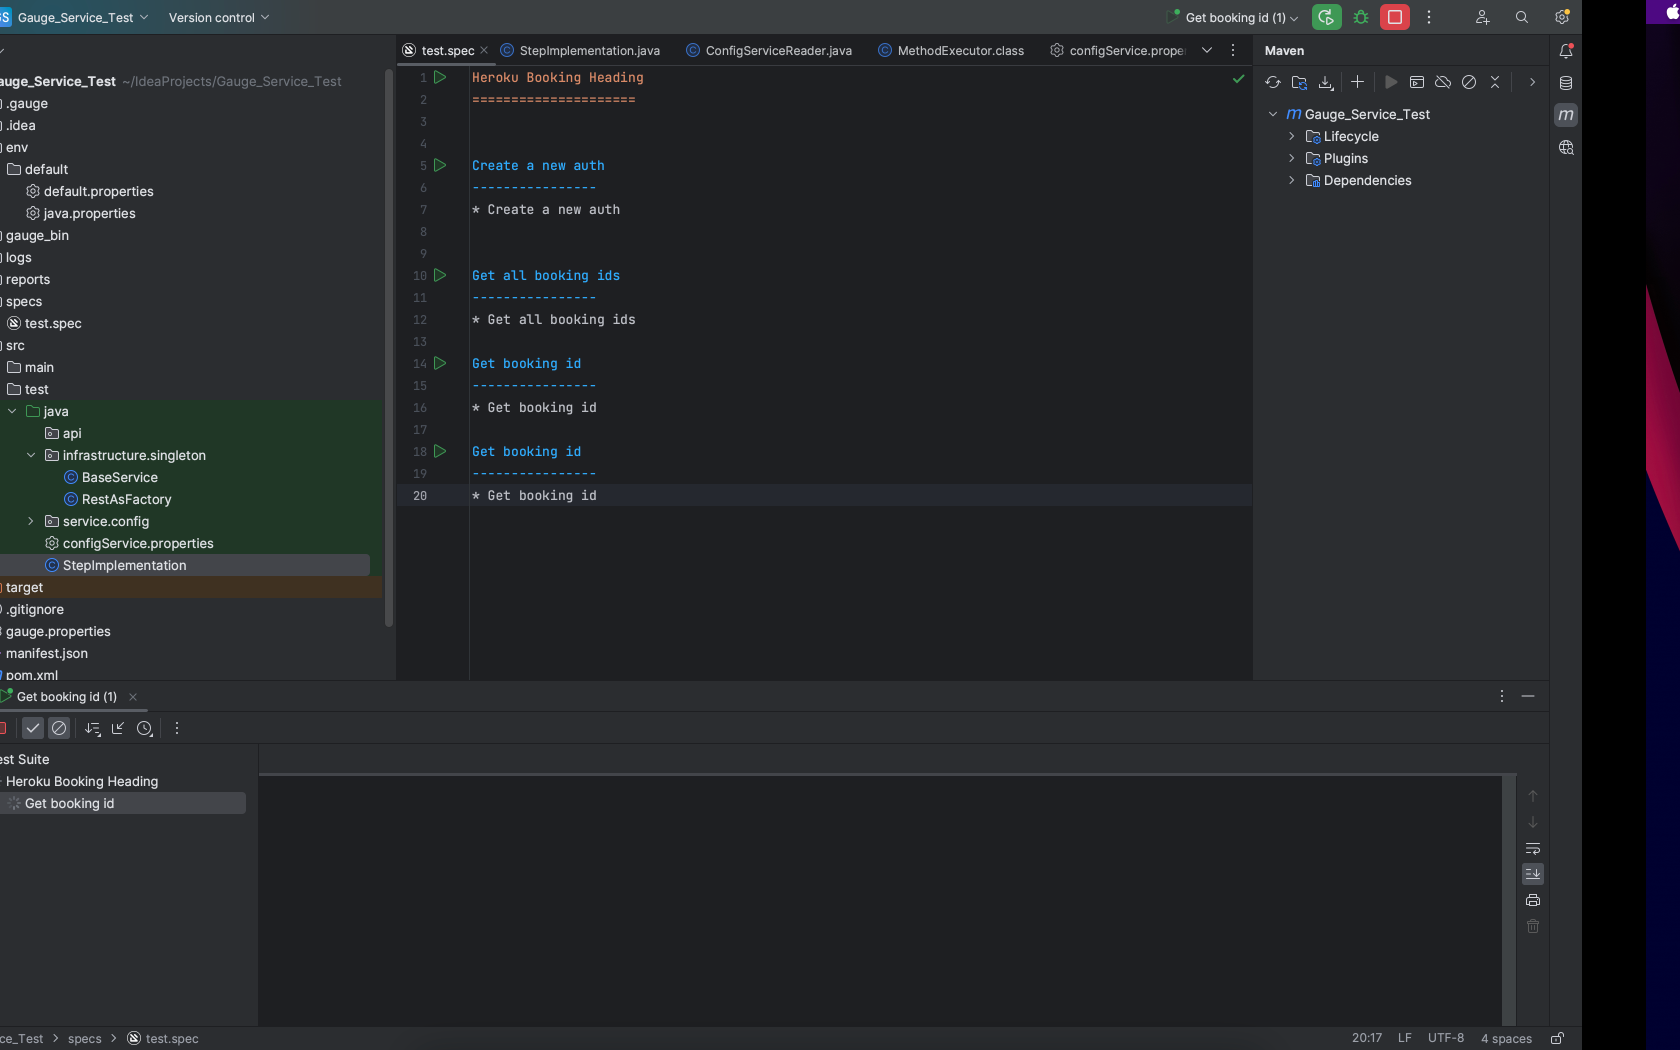 Gauge_Service_Test Version control Get booking id (1)
test.spec StepImplementation.java ConfigServiceReader.java MethodExecutor.class configService.prope Maven
auge_Service_Test ~/IdeaProjects/Gauge_Service_Test
.gauge
.idea
env
default
default.properties
java.properties
gauge_bin
logs
reports
specs
test.spec
src
main
test
java
api
infrastructure.singleton
BaseService
RestAsFactory
service.config
configService.properties
StepImplementation
target
.gitignore
gauge.properties
manifest.json
pom.xml
1 Heroku Booking Heading
2 =====================
3
4
5 Create a new auth
6 ----------------
7 * Create a new auth
8
9
10 Get all booking ids
11 ----------------
12 * Get all booking ids
13
14 Get booking id
15 ----------------
16 * Get booking id
17
18 Get booking id
19 ----------------
20 * Get booking id
m Gauge_Service_Test
Lifecycle
Plugins
Dependencies
m
Get booking id (1)
est Suite
Heroku Booking Heading
Get booking id
ce_Test > specs > test.spec
20:17 LF UTF-8 4 spaces